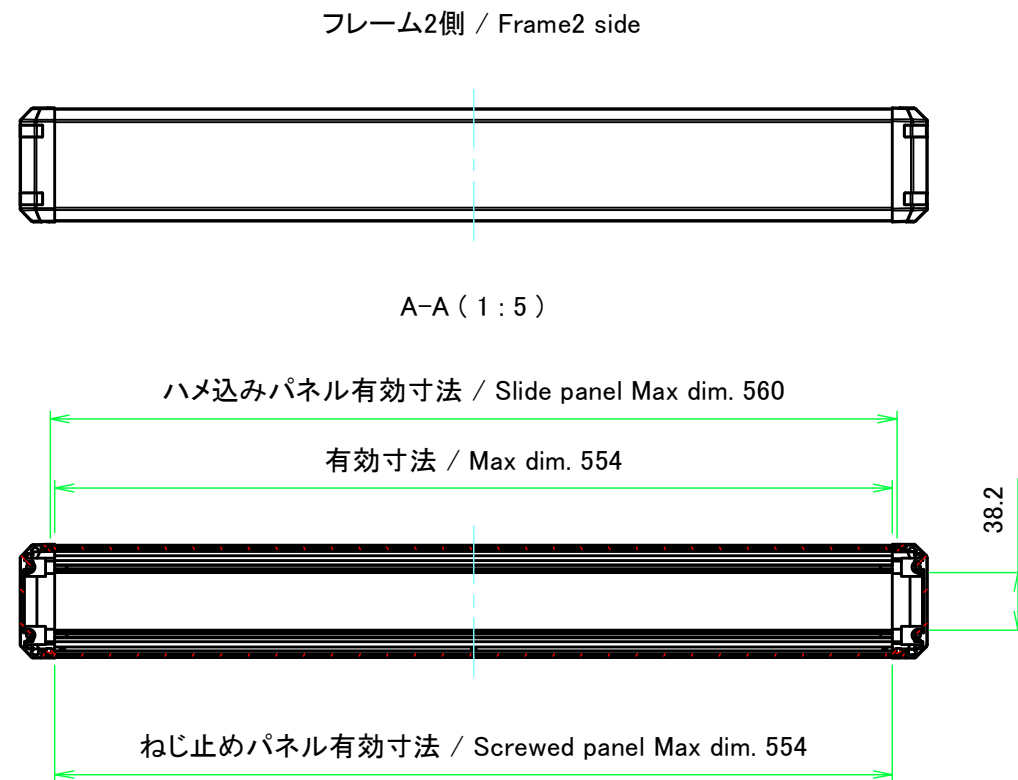 フレーム2側 / Frame2 side
A-A ( 1 : 5 )
ハメ込みパネル有効寸法 / Slide panel Max dim. 560
有効寸法 / Max dim. 554
38.2
ねじ止めパネル有効寸法 / Screwed panel Max dim. 554